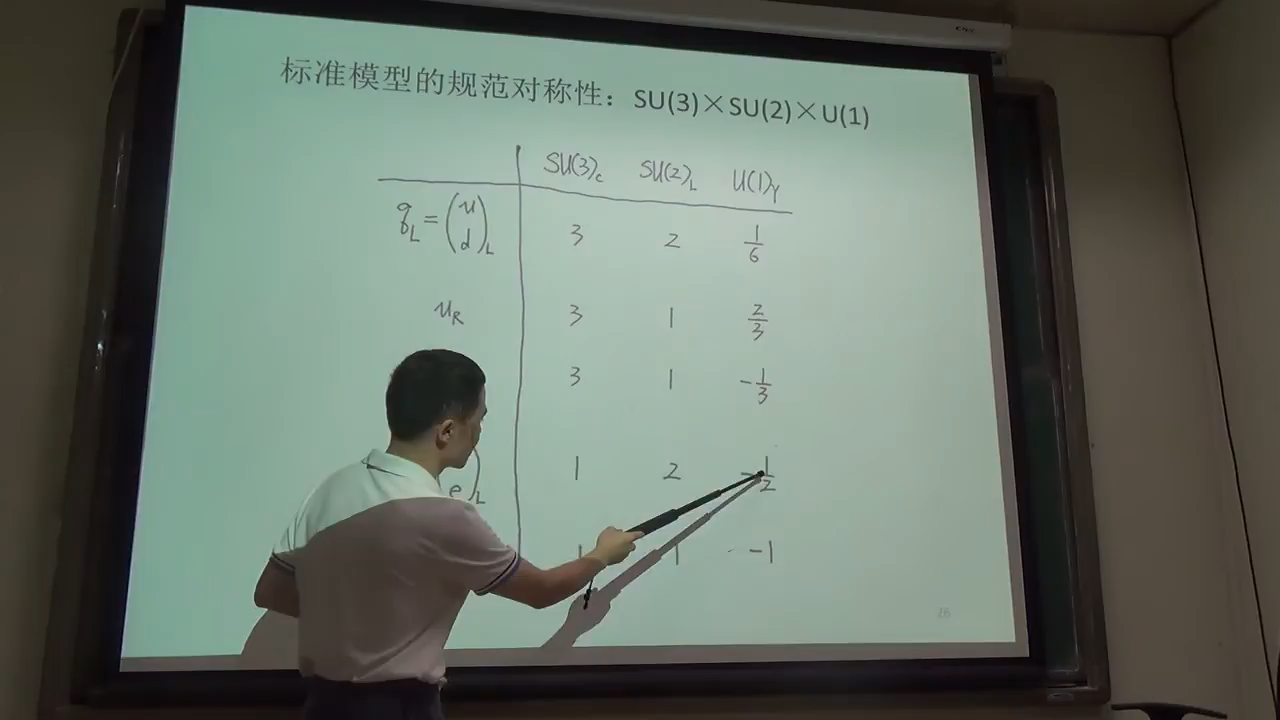 标准模型的规范对称性：SU(3)×SU(2)×U(1)
SU(3)c SU(2)L U(1)Y
qL = (u d)L 3 2 1/6
uR 3 1 2/3
3 1 -1/3
e)L 1 2 -1/2
1 1 -1